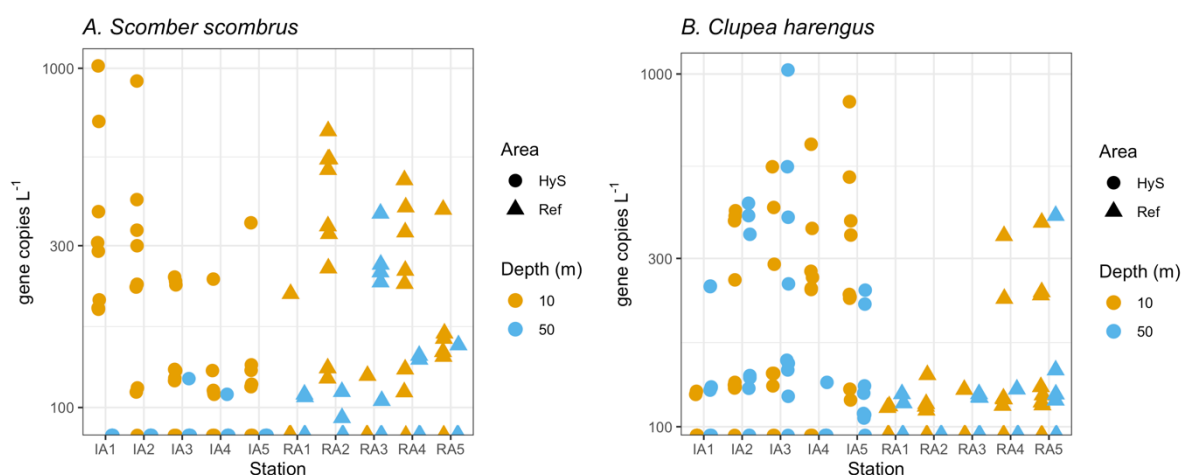 A. Scomber scombrus
gene copies L⁻¹
1000
300
100
IA1 IA2 IA3 IA4 IA5 RA1 RA2 RA3 RA4 RA5
Station
Area
HyS
Ref
Depth (m)
10
50
B. Clupea harengus
gene copies L⁻¹
1000
300
100
IA1 IA2 IA3 IA4 IA5 RA1 RA2 RA3 RA4 RA5
Station
Area
HyS
Ref
Depth (m)
10
50